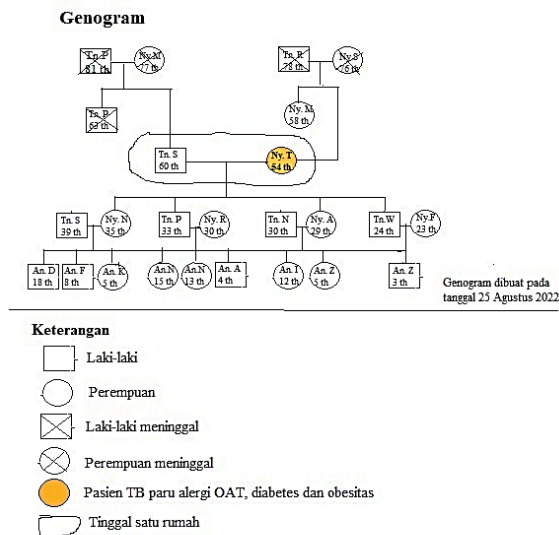 Genogram
Tn.P
81 th
Ny.M
77 th
Tn. R
78 th
Ny.S
76 th
Tn. P
63 th
Ny. M
58 th
Tn. S
60 th
Ny. T
54 th
Tn. S
39 th
Ny. N
35 th
Tn. P
33 th
Ny. R
30 th
Tn. N
30 th
Ny. A
29 th
Tn.W
24 th
Ny.F
23 th
An. D
18 th
An. F
8 th
An. K
5 th
An.N
15 th
An.N
13 th
An. A
4 th
An. I
12 th
An. Z
5 th
An. Z
3 th
Genogram dibuat pada
tanggal 25 Agustus 2022
Keterangan
Laki-laki
Perempuan
Laki-laki meninggal
Perempuan meninggal
Pasien TB paru alergi OAT, diabetes dan obesitas
Tinggal satu rumah